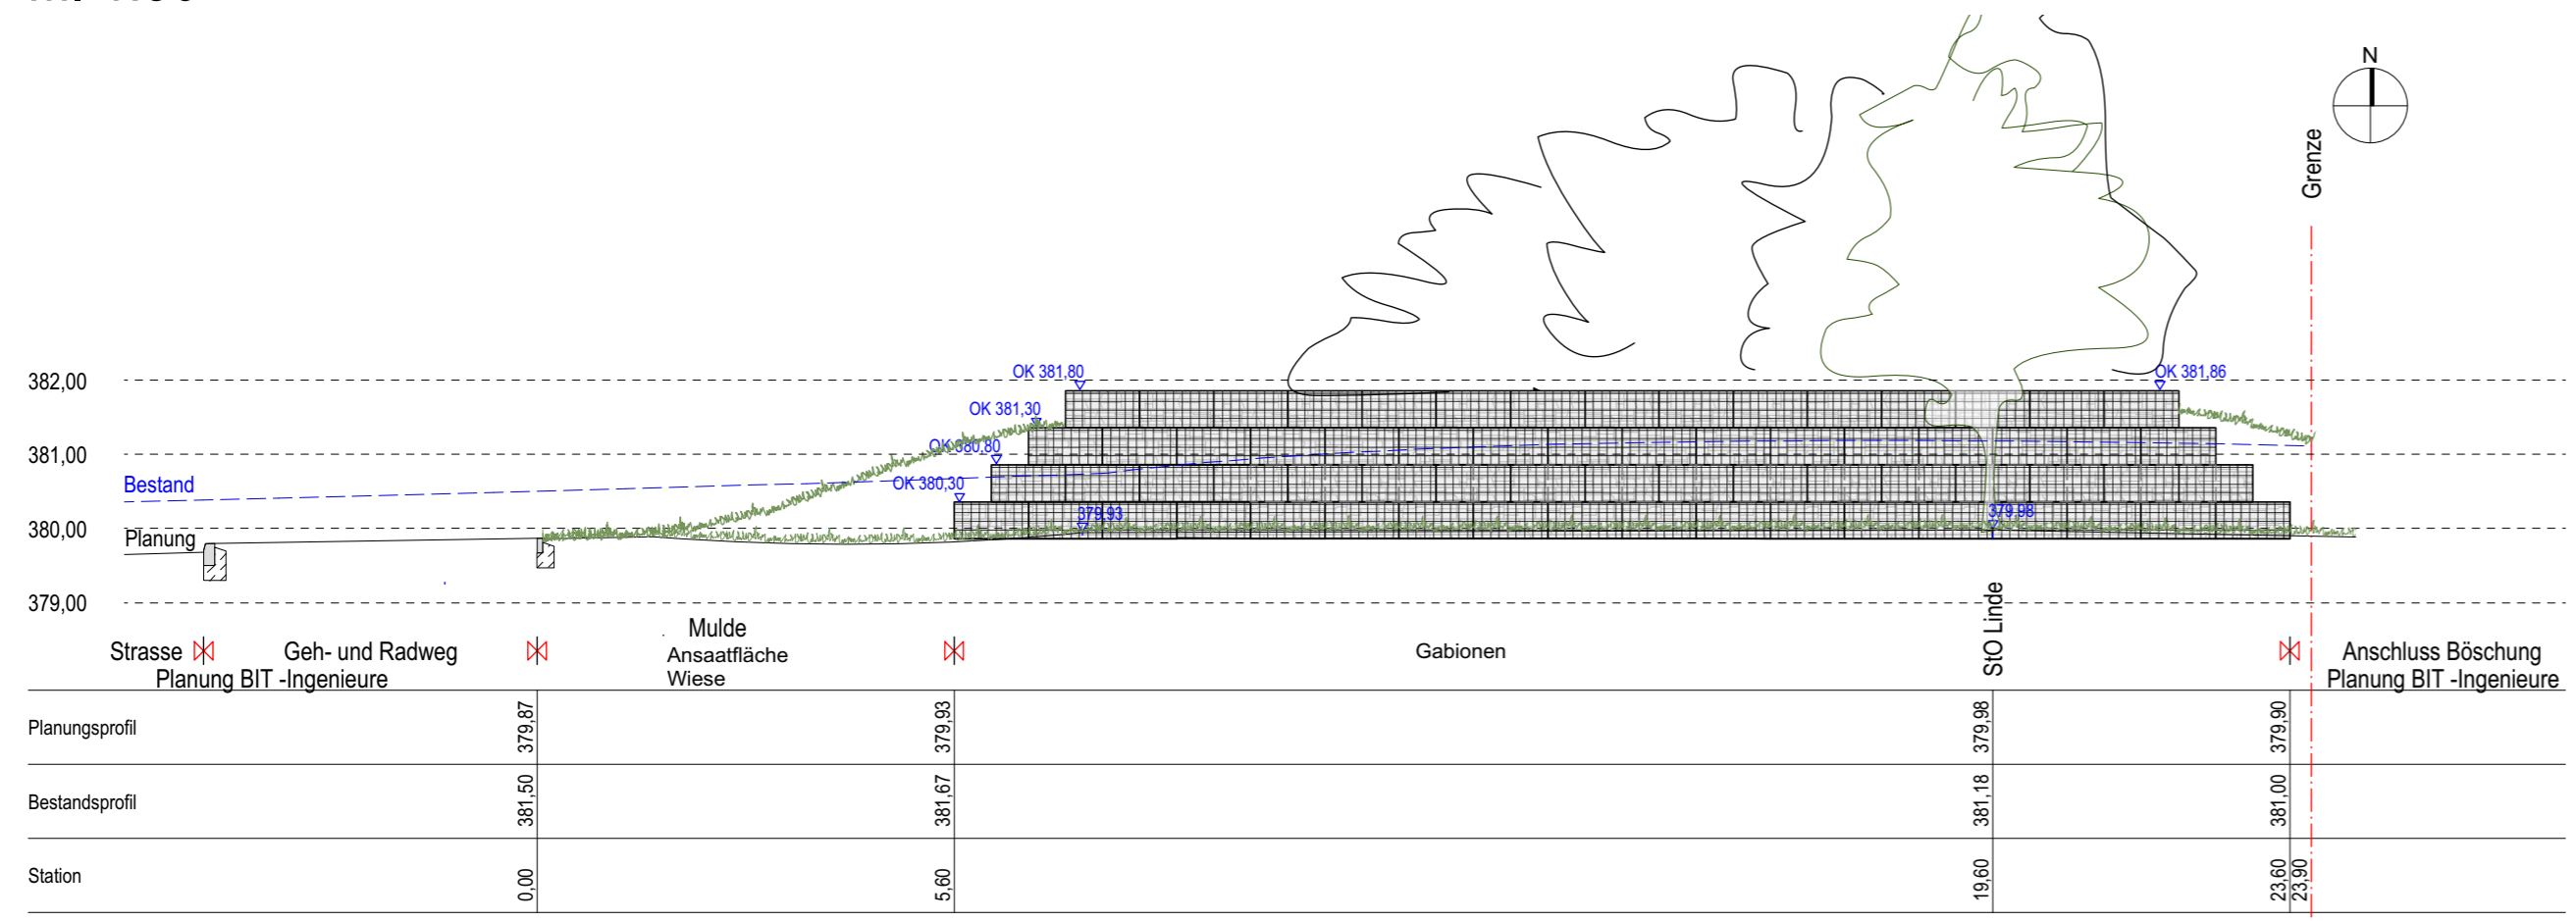 N
Grenze
OK 381,80
OK 381,86
382,00
OK 381,30
OK 380,80
381,00
Bestand
OK 380,30
379,93
379,98
380,00
Planung
379,00
StO Linde
Mulde
Strasse
Geh- und Radweg
Ansaatfläche
Gabionen
Anschluss Böschung
Planung BIT -Ingenieure
Wiese
Planung BIT -Ingenieure
Planungsprofil
379,87
379,93
379,98
379,90
Bestandsprofil
381,50
381,67
381,18
381,00
Station
0,00
5,60
19,60
23,60
23,90